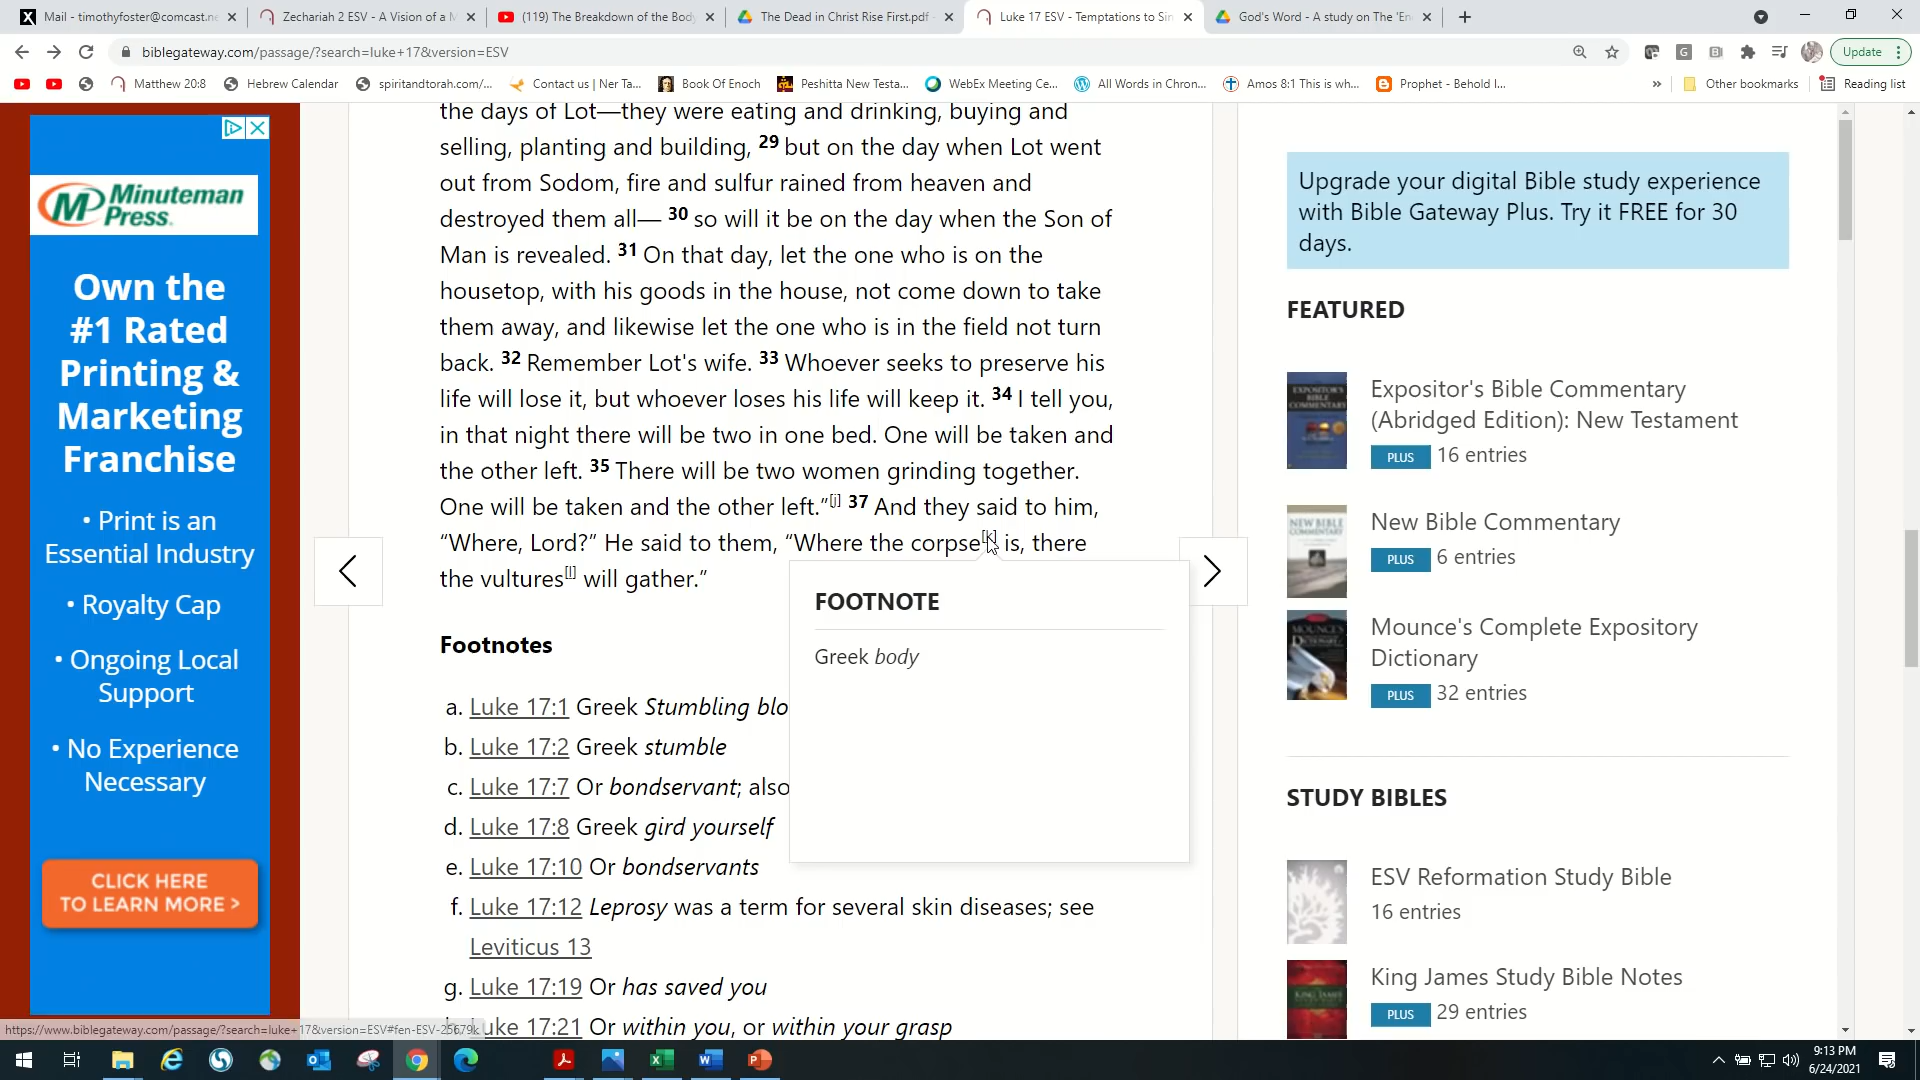 Mail - timothyfoster@comcast.ne
Zechariah 2 ESV - A Vision of a M
(119) The Breakdown of the Body
The Dead in Christ Rise First.pdf -
Luke 17 ESV - Temptations to Sin
God's Word - A study on The 'En
biblegateway.com/passage/?search=luke+17&version=ESV
Update
Matthew 20:8
Hebrew Calendar
spiritandtorah.com/...
Contact us | Ner Ta...
Book Of Enoch
Peshitta New Testa...
WebEx Meeting Ce...
All Words in Chron...
Amos 8:1 This is wh...
Prophet - Behold I...
»
Other bookmarks
Reading list
Minuteman
Press.
Own the
#1 Rated
Printing &
Marketing
Franchise
• Print is an
Essential Industry
• Royalty Cap
• Ongoing Local
Support
• No Experience
Necessary
CLICK HERE
TO LEARN MORE >
the days of Lot—they were eating and drinking, buying and
selling, planting and building, 29 but on the day when Lot went
out from Sodom, fire and sulfur rained from heaven and
destroyed them all— 30 so will it be on the day when the Son of
Man is revealed. 31 On that day, let the one who is on the
housetop, with his goods in the house, not come down to take
them away, and likewise let the one who is in the field not turn
back. 32 Remember Lot's wife. 33 Whoever seeks to preserve his
life will lose it, but whoever loses his life will keep it. 34 I tell you,
in that night there will be two in one bed. One will be taken and
the other left. 35 There will be two women grinding together.
One will be taken and the other left.”[j] 37 And they said to him,
“Where, Lord?” He said to them, “Where the corpse[k] is, there
the vultures[l] will gather.”
FOOTNOTE
Greek body
Footnotes
a. Luke 17:1 Greek Stumbling blo
b. Luke 17:2 Greek stumble
c. Luke 17:7 Or bondservant; also
d. Luke 17:8 Greek gird yourself
e. Luke 17:10 Or bondservants
f. Luke 17:12 Leprosy was a term for several skin diseases; see
Leviticus 13
g. Luke 17:19 Or has saved you
uke 17:21 Or within you, or within your grasp
https://www.biblegateway.com/passage/?search=luke+17&version=ESV#fen-ESV-25679k
Upgrade your digital Bible study experience
with Bible Gateway Plus. Try it FREE for 30
days.
FEATURED
Expositor's Bible Commentary
(Abridged Edition): New Testament
PLUS 16 entries
New Bible Commentary
PLUS 6 entries
Mounce's Complete Expository
Dictionary
PLUS 32 entries
STUDY BIBLES
ESV Reformation Study Bible
16 entries
King James Study Bible Notes
PLUS 29 entries
9:13 PM
6/24/2021